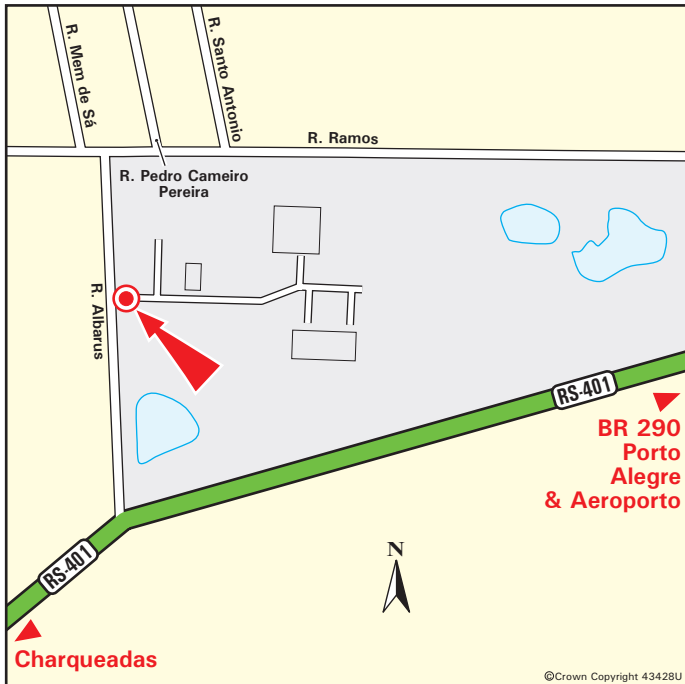 R. Mem de Sá
R. Santo Antonio
R. Ramos
R. Pedro Cameiro
Pereira
R. Albarus
RS-401
BR 290
Porto
Alegre
& Aeroporto
N
RS-401
Charqueadas
©Crown Copyright 43428U